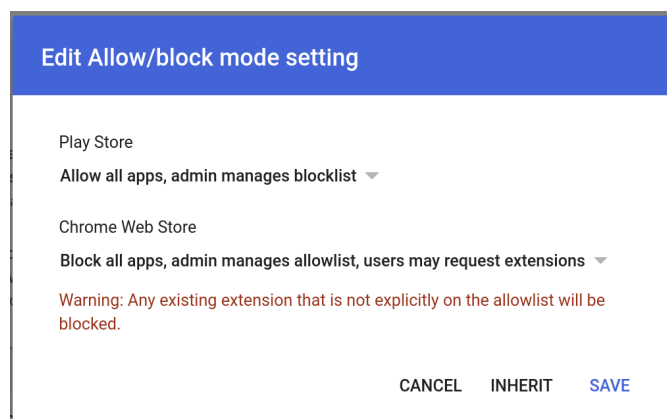 Edit Allow/block mode setting
Play Store
Allow all apps, admin manages blocklist
Chrome Web Store
Block all apps, admin manages allowlist, users may request extensions
Warning: Any existing extension that is not explicitly on the allowlist will be
blocked.
CANCEL INHERIT SAVE